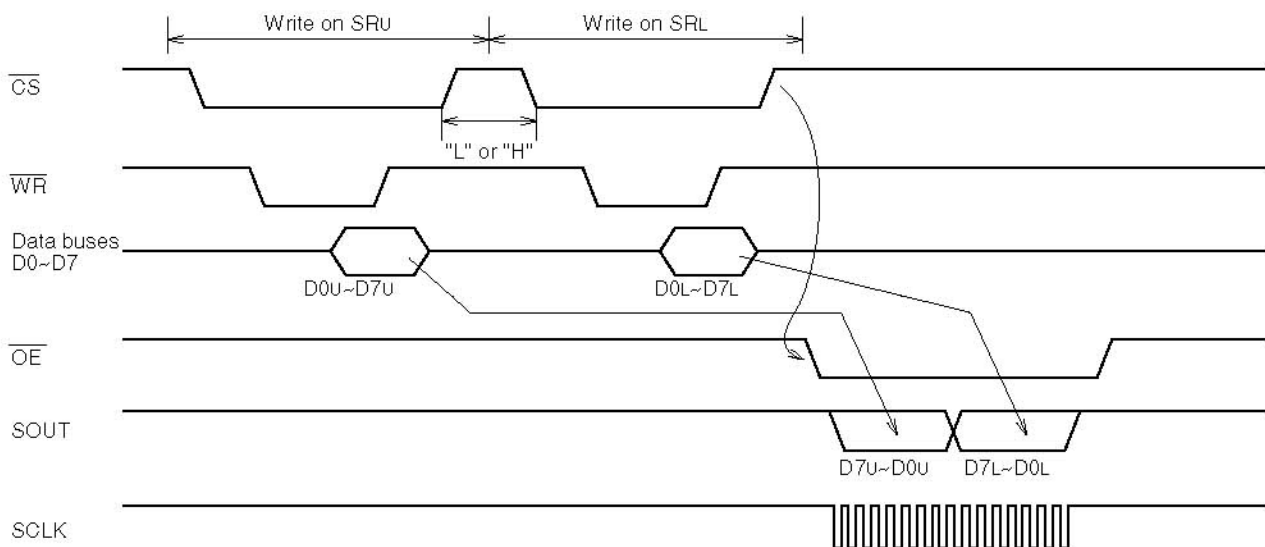 Write on SRU
Write on SRL
CS
"L" or "H"
WR
Data buses
D0~D7
D0U~D7U
D0L~D7L
OE
SOUT
D7U~D0U
D7L~D0L
SCLK